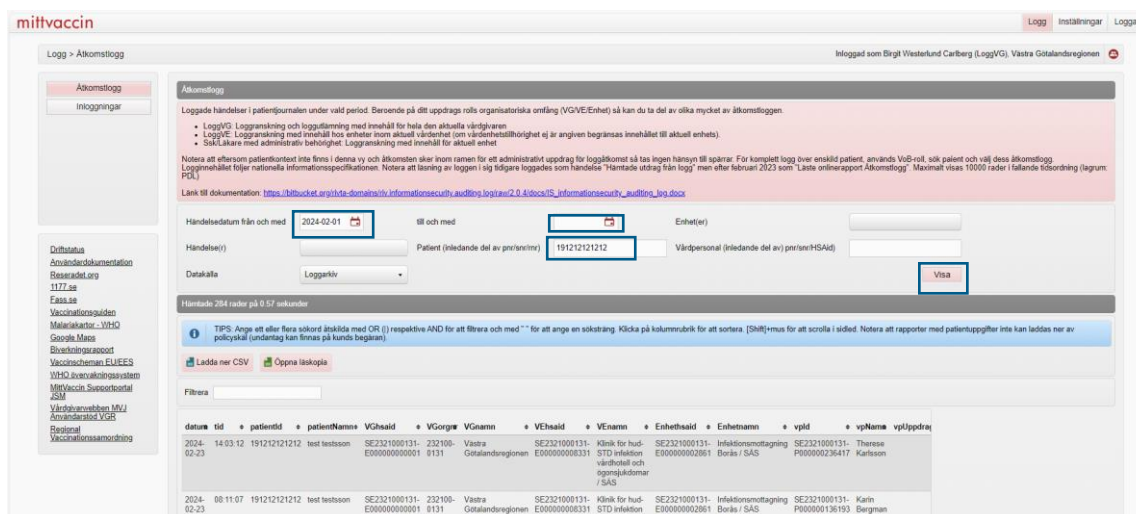 mittvaccin
Logg Inställningar Logga
Logg > Åtkomstlogg
Inloggad som Birgit Westerlund Carlberg (LoggVG), Västra Götalandsregionen
Åtkomstlogg
Inloggningar
Åtkomstlogg
Loggade händelser i patientjournalen under vald period. Beroende på ditt uppdrags rolls organisatoriska omfång (VG/VE/Enhet) så kan du ta del av olika mycket av åtkomstloggen.
LoggVG: Loggranskning och loggutlämning med innehåll för hela den aktuella vårdgivaren
LoggVE: Loggranskning med innehåll hos enheter inom aktuell vårdenhet (om vårdenhetstillhörighet ej är angiven begränsas innehållet till aktuell enhets).
Ssk/Läkare med administrativ behörighet: Loggranskning med innehåll för aktuell enhet
Notera att eftersom patientkontext inte finns i denna vy och åtkomsten sker inom ramen för ett administrativt uppdrag för loggåtkomst så tas ingen hänsyn till spärrar. För komplett logg över enskild patient, används VoB-roll, sök paient och välj dess åtkomstlogg.
Logginnehållet följer nationella informationsspecifikationen. Notera att läsning av loggen i sig tidigare loggades som händelse "Hämtade utdrag från logg" men efter februari 2023 som "Läste onlinerapport Åtkomstlogg". Maximalt visas 10000 rader i fallande tidsordning (lagrum:
PDL)
Länk till dokumentation: https://bitbucket.org/rivta-domains/riv.informationsecurity.auditing.log/raw/2.0.4/docs/IS_informationsecurity_auditing_log.docx
Händelsedatum från och med 2024-02-01 till och med Enhet(er)
Händelse(r) Patient (inledande del av pnr/snr/rnr) 191212121212 Vårdpersonal (inledande del av) pnr/snr/HSAid)
Datakälla Loggarkiv Visa
Driftstatus
Användardokumentation
Reseradet.org
1177.se
Fass.se
Vaccinationsguiden
Malariakartor - WHO
Google Maps
Biverkningsrapport
Vaccinscheman EU/EES
WHO övervakningssystem
MittVaccin Supportportal
JSM
Vårdgivarwebben MVJ
Användarstöd VGR
Regional
Vaccinationssamordning
Hämtade 284 rader på 0.57 sekunder
TIPS: Ange ett eller flera sökord åtskilda med OR (|) respektive AND för att filtrera och med " " för att ange en söksträng. Klicka på kolumnrubrik för att sortera. [Shift]+mus för att scrolla i sidled. Notera att rapporter med patientuppgifter inte kan laddas ner av
policyskäl (undantag kan finnas på kunds begäran).
Ladda ner CSV Öppna läskopia
Filtrera
datum tid patientId patientNamn VGhsaid VGorgnr VGnamn VEhsaid VEnamn Enhethsaid Enhetnamn vpId vpNamn vpUppdrag
2024- 14:03:12 191212121212 test testsson SE2321000131- 232100- Västra SE2321000131- Klinik för hud- SE2321000131- Infektionsmottagning SE2321000131- Therese
02-23 E000000000001 0131 Götalandsregionen E000000008331 STD infektion E000000002861 Borås / SÄS P000000236417 Karlsson
vårdhotell och
ögonsjukdomar
/ SÄS
2024- 08:11:07 191212121212 test testsson SE2321000131- 232100- Västra SE2321000131- Klinik för hud- SE2321000131- Infektionsmottagning SE2321000131- Karin
02-23 E000000000001 0131 Götalandsregionen E000000008331 STD infektion E000000002861 Borås / SÄS P000000136193 Bergman